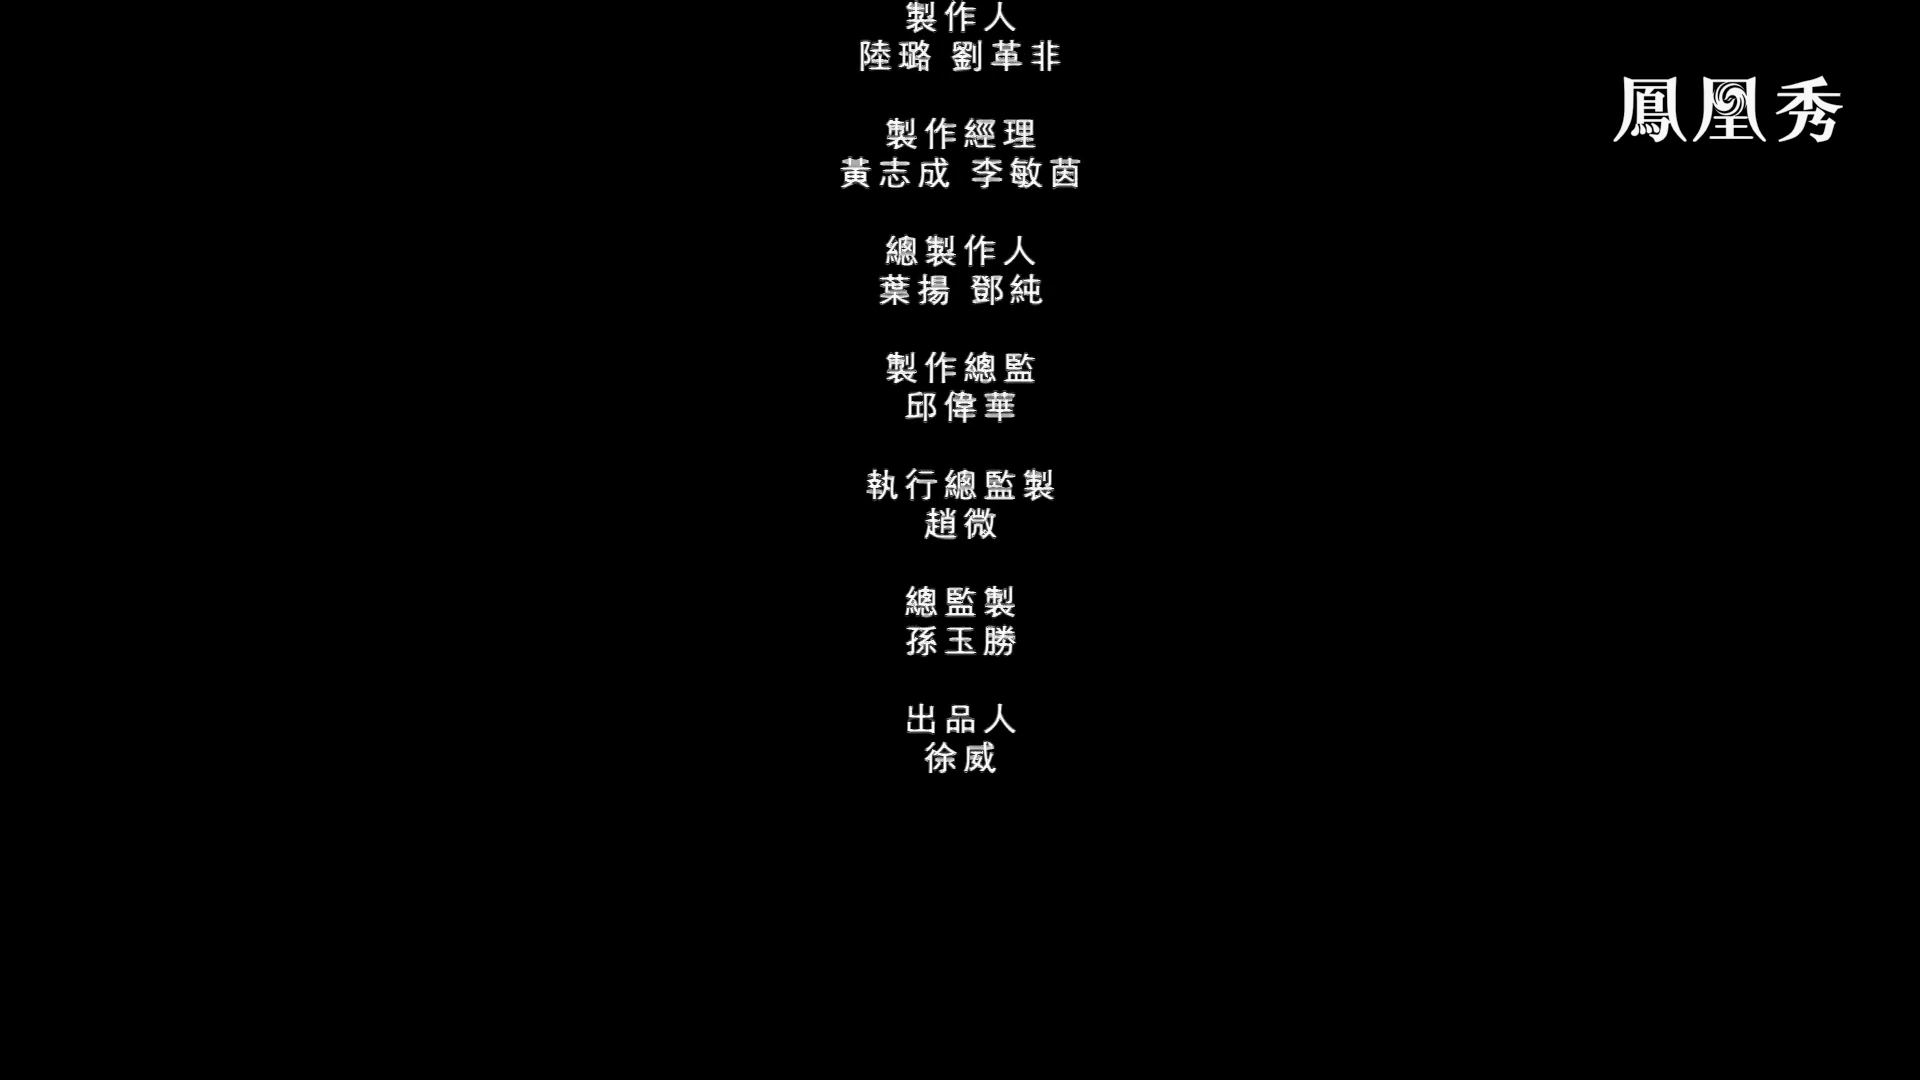 製作人
陸璐 劉革非
製作經理
黃志成 李敏茵
總製作人
葉揚 鄧純
製作總監
邱偉華
執行總監製
趙微
總監製
孫玉勝
出品人
徐威
鳳凰秀